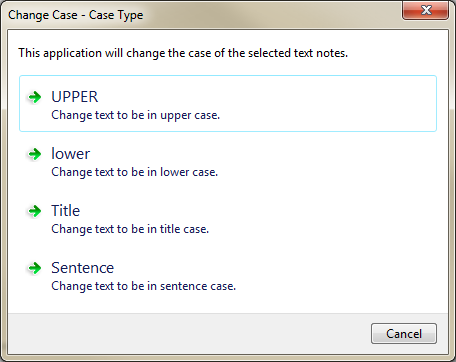 Change Case - Case Type
This application will change the case of the selected text notes.
UPPER
Change text to be in upper case.
lower
Change text to be in lower case.
Title
Change text to be in title case.
Sentence
Change text to be in sentence case.
Cancel